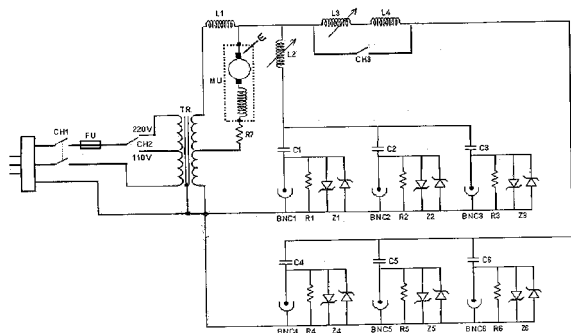 L1
L3
L4
E
L2
CH3
MU
TR.
CH1
FU
220V
CH2
110V
R7
C1
C2
C3
BNC1
R1
Z1
BNC2
R2
Z2
BNC3
R3
Z3
C4
C5
C6
BNC4
R4
Z4
BNC5
R5
Z5
BNC6
R6
Z6